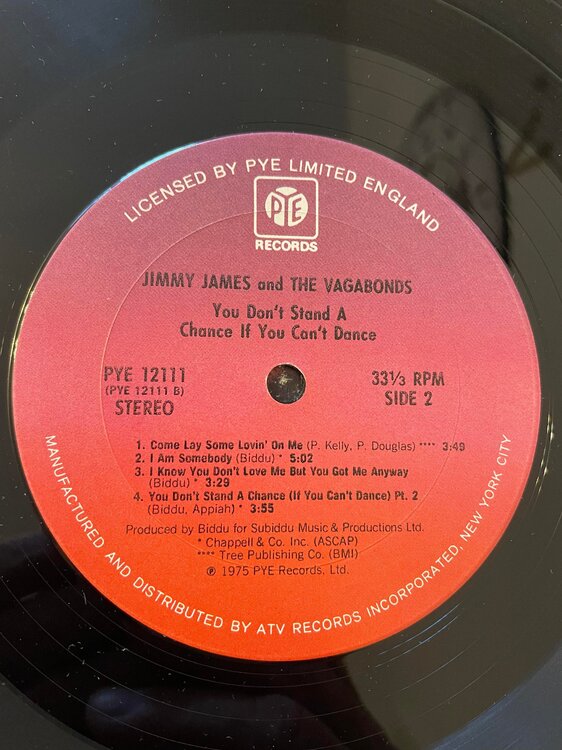 LICENSED BY PYE LIMITED ENGLAND
PYE
RECORDS
JIMMY JAMES and THE VAGABONDS
You Don't Stand A
Chance If You Can't Dance
PYE 12111
(PYE 12111 B)
STEREO
33⅓ RPM
SIDE 2
1. Come Lay Some Lovin' On Me (P. Kelly, P. Douglas) **** 3:49
2. I Am Somebody (Biddu) * 5:02
3. I Know You Don't Love Me But You Got Me Anyway
(Biddu) * 3:29
4. You Don't Stand A Chance (If You Can't Dance) Pt. 2
(Biddu, Appiah) * 3:55
Produced by Biddu for Subiddu Music & Productions Ltd.
* Chappell & Co. Inc. (ASCAP)
**** Tree Publishing Co. (BMI)
℗ 1975 PYE Records, Ltd.
MANUFACTURED AND DISTRIBUTED BY ATV RECORDS INCORPORATED, NEW YORK CITY